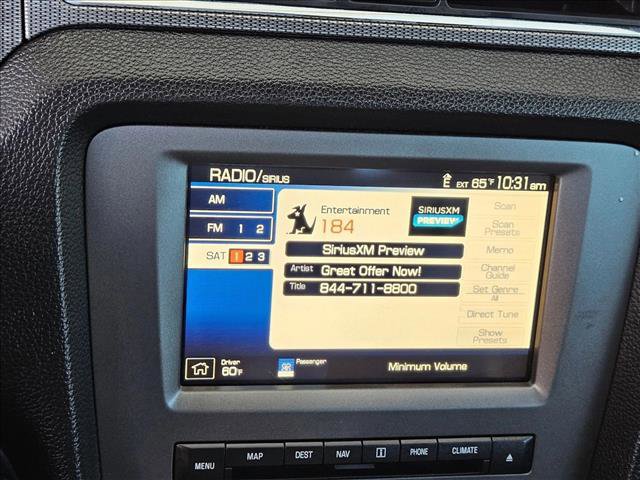 RADIO/SIRIUS
E EXT 65°F 10:31am
AM
FM 1 2
SAT 1 2 3
Entertainment
184
SIRIUSXM
PREVIEW
SiriusXM Preview
Artist Great Offer Now!
Title 844-711-8800
Scan
Scan
Presets
Memo
Channel
Guide
Set Genre
All
Direct Tune
Show
Presets
Driver
60°F
Passenger
Minimum Volume
MENU
MAP
DEST
NAV
PHONE
CLIMATE